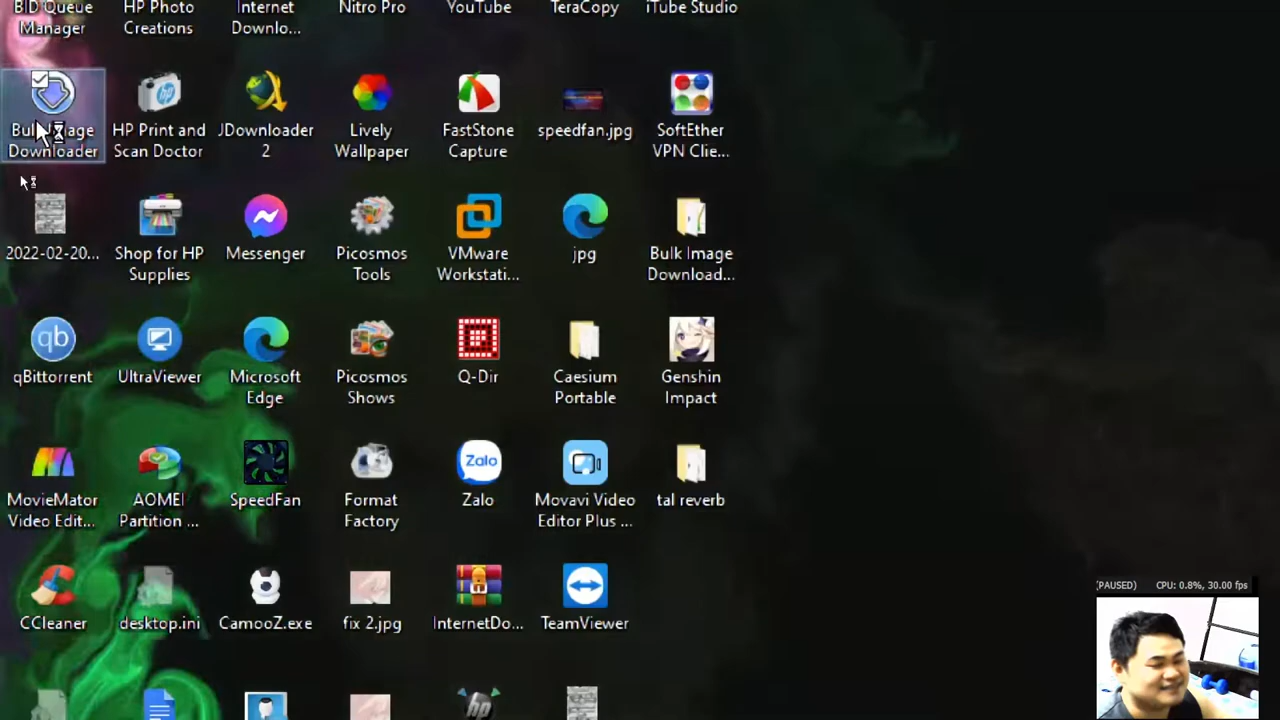 BID Queue
Manager
HP Photo
Creations
Internet
Downlo...
Nitro Pro
YouTube
TeraCopy
iTube Studio
Bulk Image
Downloader
HP Print and
Scan Doctor
JDownloader
2
Lively
Wallpaper
FastStone
Capture
speedfan.jpg
SoftEther
VPN Clie...
2022-02-20...
Shop for HP
Supplies
Messenger
Picosmos
Tools
VMware
Workstati...
jpg
Bulk Image
Download...
qb
qBittorrent
UltraViewer
Microsoft
Edge
Picosmos
Shows
Q-Dir
Caesium
Portable
Genshin
Impact
MovieMator
Video Edit...
AOMEI
Partition ...
SpeedFan
Format
Factory
Zalo
Zalo
Movavi Video
Editor Plus ...
tal reverb
CCleaner
desktop.ini
CamooZ.exe
fix 2.jpg
InternetDo...
TeamViewer
hp
(PAUSED) CPU: 0.8%, 30.00 fps